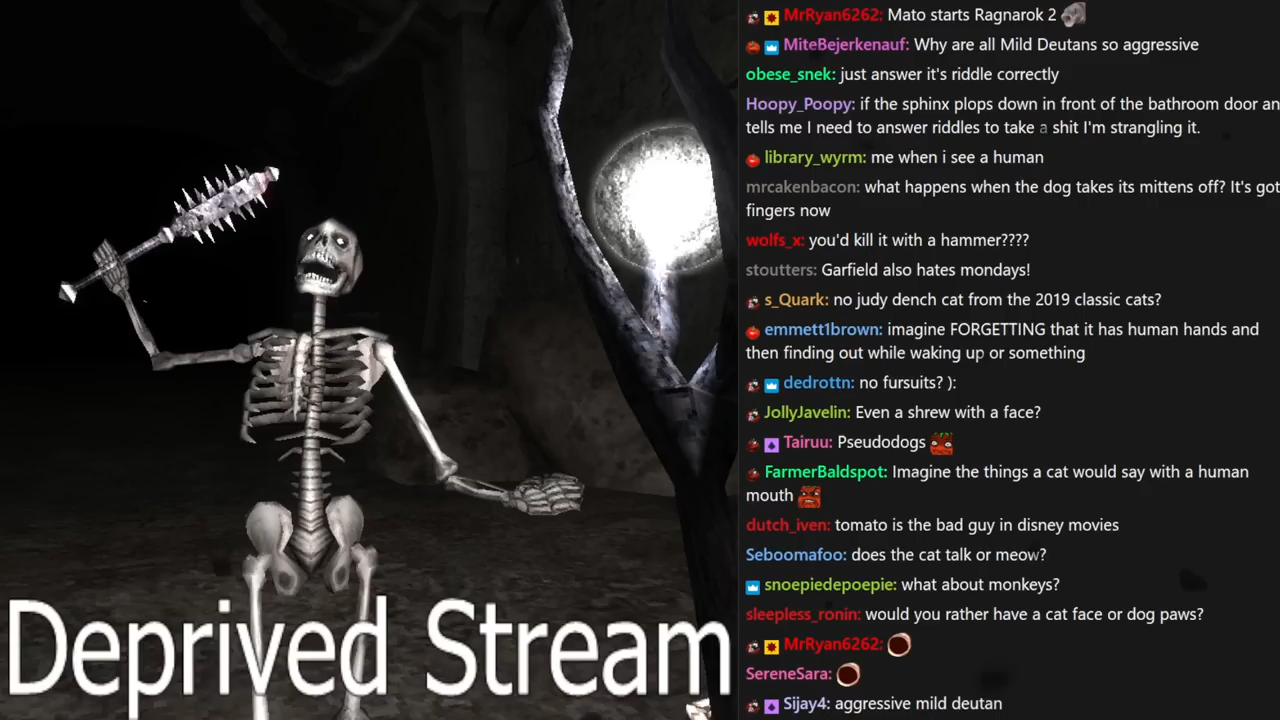 Deprived Stream
MrRyan6262: Mato starts Ragnarok 2
MiteBejerkenauf: Why are all Mild Deutans so aggressive
obese_snek: just answer it's riddle correctly
Hoopy_Poopy: if the sphinx plops down in front of the bathroom door an
tells me I need to answer riddles to take a shit I'm strangling it.
library_wyrm: me when i see a human
mrcakenbacon: what happens when the dog takes its mittens off? It's got
fingers now
wolfs_x: you'd kill it with a hammer????
stoutters: Garfield also hates mondays!
s_Quark: no judy dench cat from the 2019 classic cats?
emmett1brown: imagine FORGETTING that it has human hands and
then finding out while waking up or something
dedrottn: no fursuits? ):
JollyJavelin: Even a shrew with a face?
Tairuu: Pseudodogs
FarmerBaldspot: Imagine the things a cat would say with a human
mouth
dutch_iven: tomato is the bad guy in disney movies
Seboomafoo: does the cat talk or meow?
snoepiedepoepie: what about monkeys?
sleepless_ronin: would you rather have a cat face or dog paws?
MrRyan6262:
SereneSara:
Sijay4: aggressive mild deutan